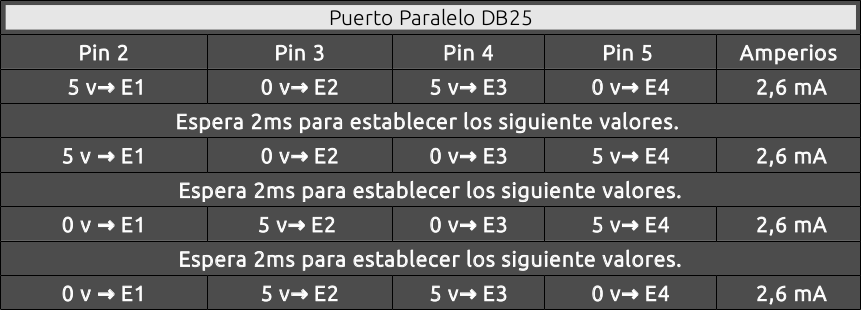 Puerto Paralelo DB25
Pin 2 Pin 3 Pin 4 Pin 5 Amperios
5 v→ E1 0 v→ E2 5 v→ E3 0 v→ E4 2,6 mA
Espera 2ms para establecer los siguiente valores.
5 v→ E1 0 v→ E2 0 v→ E3 5 v→ E4 2,6 mA
Espera 2ms para establecer los siguiente valores.
0 v→ E1 5 v→ E2 0 v→ E3 5 v→ E4 2,6 mA
Espera 2ms para establecer los siguiente valores.
0 v→ E1 5 v→ E2 5 v→ E3 0 v→ E4 2,6 mA